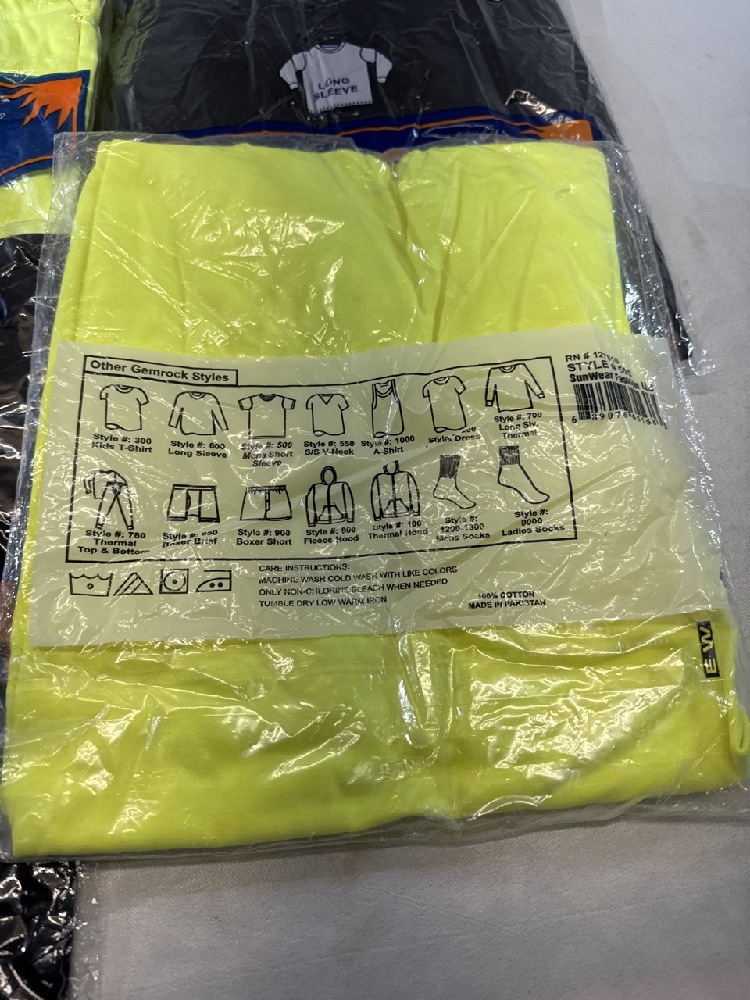 LONG
SLEEVE
Other Gemrock Styles
Style #: 300
Kids T-Shirt
Style #: 600
Long Sleeve
Style #: 500
Mens Short
Sleeve
Style #: 550
S/S V-Neck
Style #: 1000
A-Shirt
Dress
Style #: 700
Long Slv.
Thermal
RN #
STYLE #
SunWear
Style #: 750
Thermal
Top & Bottom
Boxer Brief
Style #: 900
Boxer Short
Style #: 800
Fleece Hood
Style #: 100
Thermal Hood
Style #:
1200-1300
Mens Socks
Style #:
9000
Ladies Socks
CARE INSTRUCTIONS:
MACHINE WASH COLD WASH WITH LIKE COLORS
ONLY NON-CHLORINE BLEACH WHEN NEEDED
TUMBLE DRY LOW WARM IRON
100% COTTON
MADE IN PAKISTAN